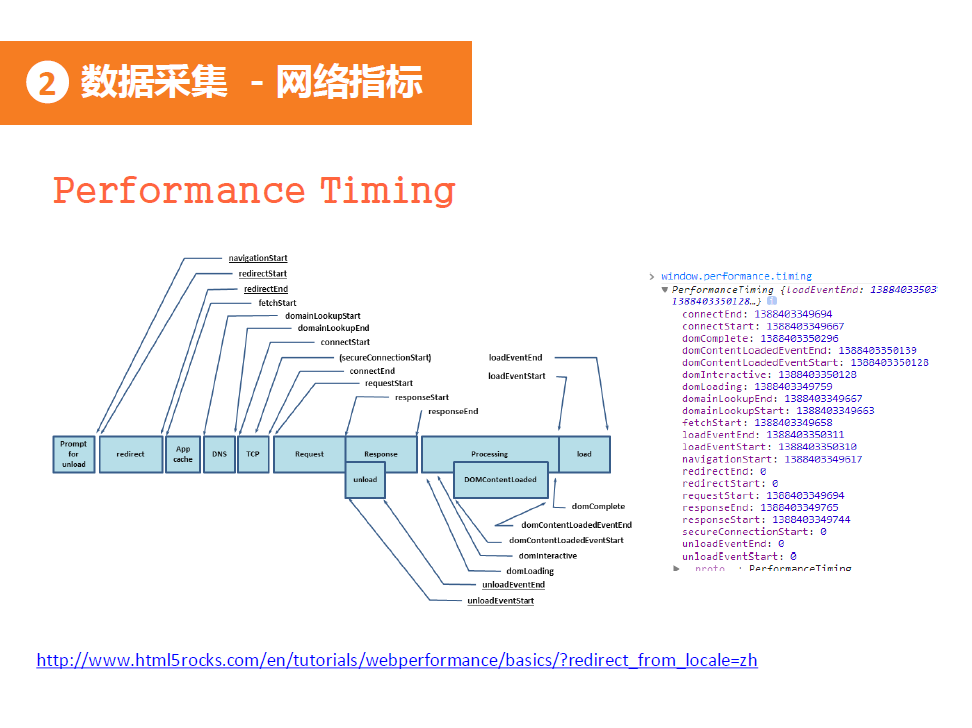 2 数据采集 - 网络指标
Performance Timing
navigationStart
redirectStart
redirectEnd
fetchStart
domainLookupStart
domainLookupEnd
connectStart
(secureConnectionStart)
connectEnd
requestStart
responseStart
responseEnd
loadEventEnd
loadEventStart
Prompt for unload
redirect
App cache
DNS
TCP
Request
Response
Processing
load
unload
DOMContentLoaded
domComplete
domContentLoadedEventEnd
domContentLoadedEventStart
domInteractive
domLoading
unloadEventEnd
unloadEventStart
> window.performance.timing
▼ PerformanceTiming {loadEventEnd: 13884033503
1388403350128…}
connectEnd: 1388403349694
connectStart: 1388403349667
domComplete: 1388403350296
domContentLoadedEventEnd: 1388403350139
domContentLoadedEventStart: 1388403350128
domInteractive: 1388403350128
domLoading: 1388403349759
domainLookupEnd: 1388403349667
domainLookupStart: 1388403349663
fetchStart: 1388403349658
loadEventEnd: 1388403350311
loadEventStart: 1388403350310
navigationStart: 1388403349617
redirectEnd: 0
redirectStart: 0
requestStart: 1388403349694
responseEnd: 1388403349765
responseStart: 1388403349744
secureConnectionStart: 0
unloadEventEnd: 0
unloadEventStart: 0
▶ __proto__: PerformanceTiming
http://www.html5rocks.com/en/tutorials/webperformance/basics/?redirect_from_locale=zh